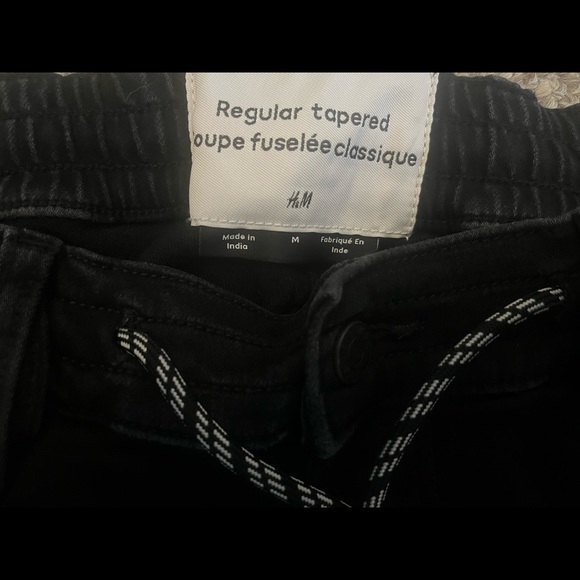 Regular tapered
oupe fuselée classique
H&M
Made in
India
M
Fabriqué En
Inde